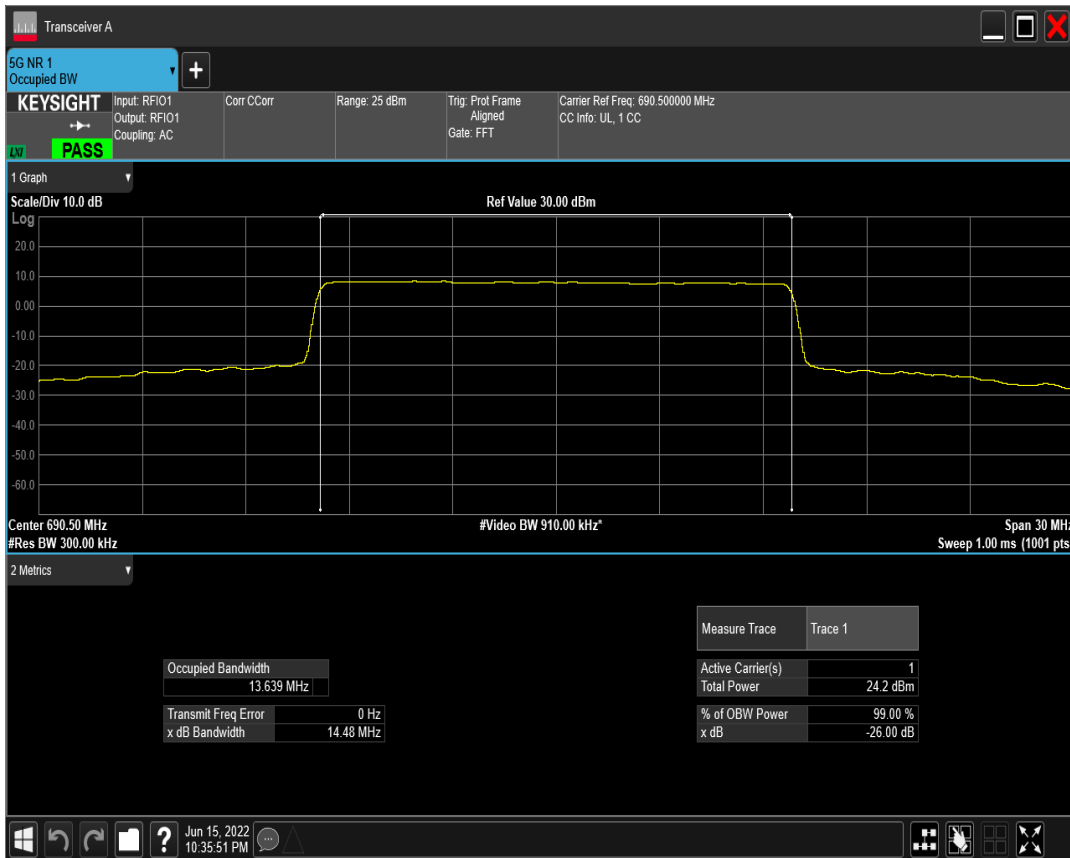 Transceiver A
5G NR 1
Occupied BW
KEYSIGHT
LXI
PASS
Input: RFIO1
Output: RFIO1
Coupling: AC
Corr CCorr
Range: 25 dBm
Trig: Prot Frame
Aligned
Gate: FFT
Carrier Ref Freq: 690.500000 MHz
CC Info: UL, 1 CC
1 Graph
Scale/Div 10.0 dB
Ref Value 30.00 dBm
Log
20.0
10.0
0.00
-10.0
-20.0
-30.0
-40.0
-50.0
-60.0
Center 690.50 MHz
#Video BW 910.00 kHz*
Span 30 MHz
#Res BW 300.00 kHz
Sweep 1.00 ms (1001 pts
2 Metrics
Measure Trace Trace 1
Occupied Bandwidth
13.639 MHz
Active Carrier(s) 1
Total Power 24.2 dBm
Transmit Freq Error 0 Hz
x dB Bandwidth 14.48 MHz
% of OBW Power 99.00 %
x dB -26.00 dB
Jun 15, 2022
10:35:51 PM